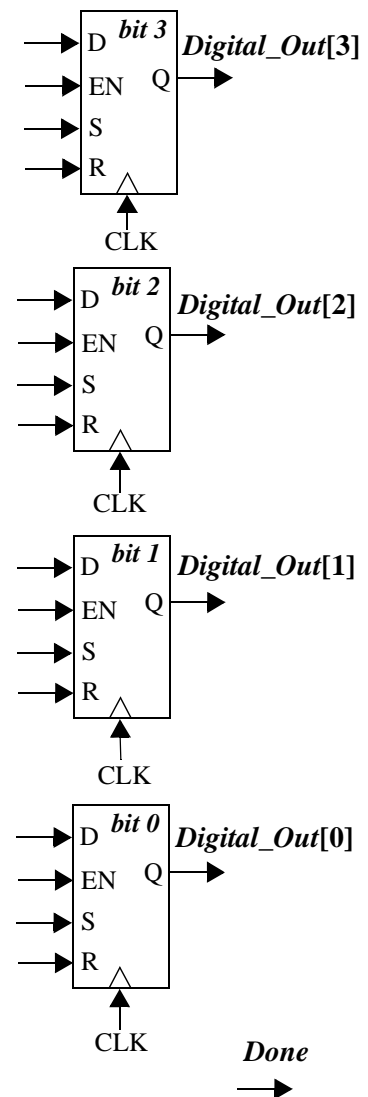 bit 3
D
Digital_Out[3]
EN
Q
S
R
CLK
bit 2
D
Digital_Out[2]
EN
Q
S
R
CLK
bit 1
D
Digital_Out[1]
EN
Q
S
R
CLK
bit 0
D
Digital_Out[0]
EN
Q
S
R
CLK
Done